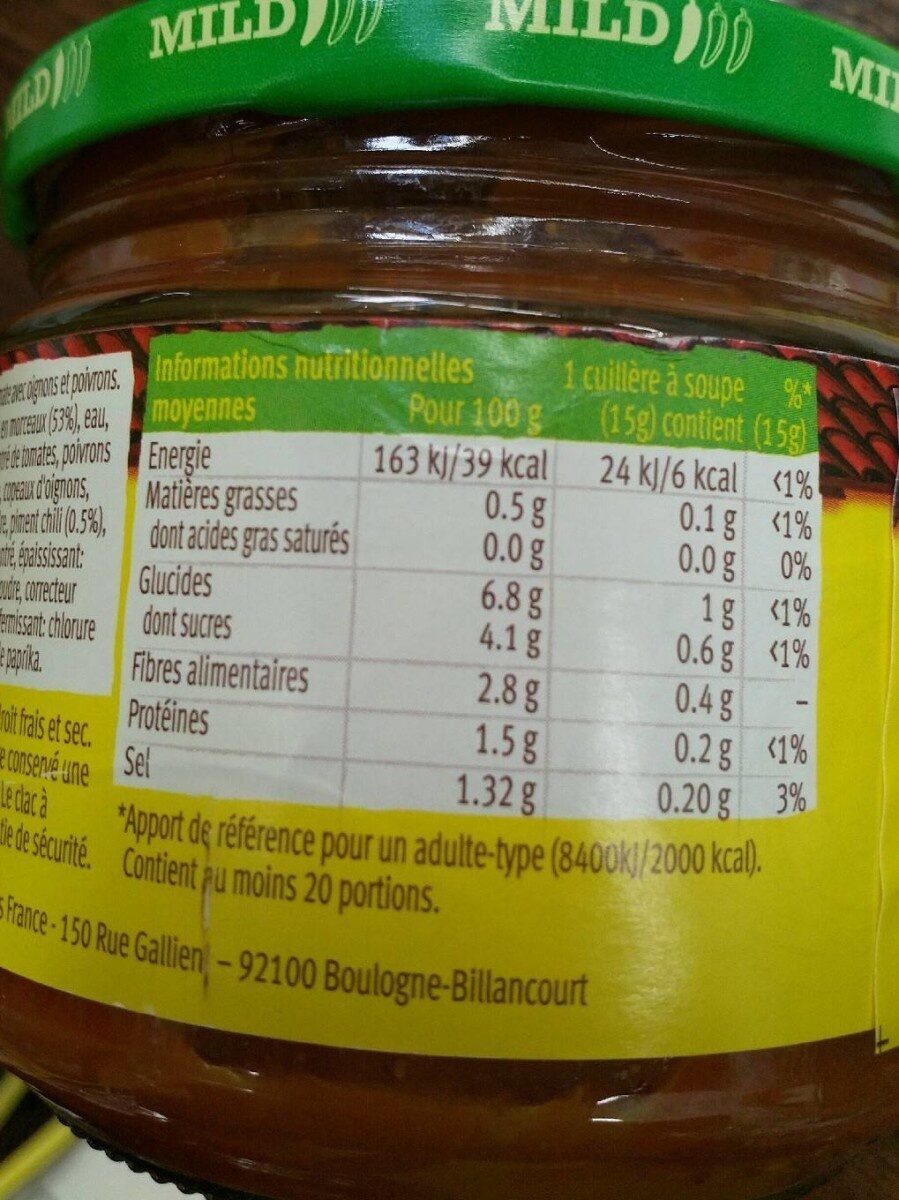 MILD MILD
Informations nutritionnelles
moyennes Pour 100 g 1 cuillère à soupe (15g) contient %* (15g)
Energie 163 kj/39 kcal 24 kJ/6 kcal <1%
Matières grasses 0.5 g 0.1 g <1%
dont acides gras saturés 0.0 g 0.0 g 0%
Glucides 6.8 g 1 g <1%
dont sucres 4.1 g 0.6 g <1%
Fibres alimentaires 2.8 g 0.4 g -
Protéines 1.5 g 0.2 g <1%
Sel 1.32 g 0.20 g 3%
*Apport de référence pour un adulte-type (8400kj/2000 kcal).
Contient au moins 20 portions.
avec oignons et poivrons.
en morceaux (53%), eau,
de tomates, poivrons
copeaux d'oignons,
piment chili (0.5%),
épaississant:
correcteur
chlorure
paprika.
frais et sec.
conservé une
Le clac à
de sécurité.
France - 150 Rue Gallieni – 92100 Boulogne-Billancourt